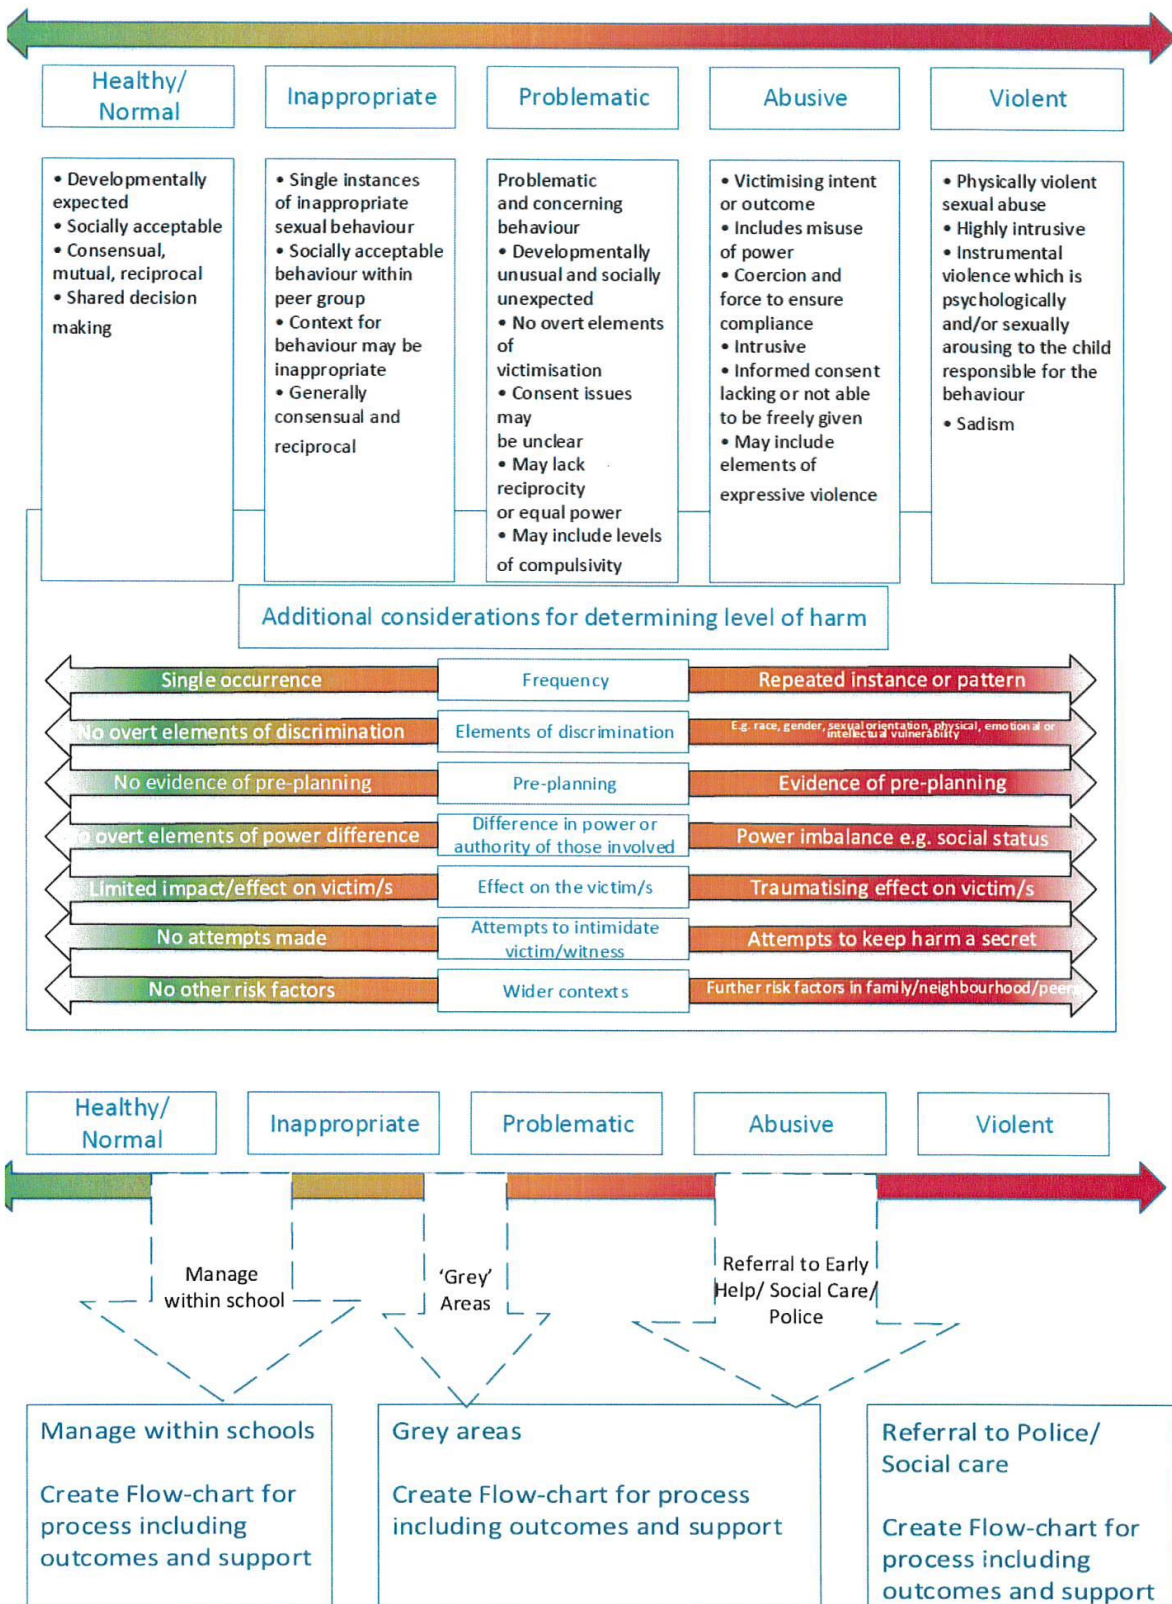 Healthy/
Normal
Inappropriate
Problematic
Abusive
Violent
• Developmentally
expected
• Socially acceptable
• Consensual,
mutual, reciprocal
• Shared decision
making
• Single instances
of inappropriate
sexual behaviour
• Socially acceptable
behaviour within
peer group
• Context for
behaviour may be
inappropriate
• Generally
consensual and
reciprocal
Problematic
and concerning
behaviour
• Developmentally
unusual and socially
unexpected
• No overt elements
of
victimisation
• Consent issues
may
be unclear
• May lack
reciprocity
or equal power
• May include levels
of compulsivity
• Victimising intent
or outcome
• Includes misuse
of power
• Coercion and
force to ensure
compliance
• Intrusive
• Informed consent
lacking or not able
to be freely given
• May include
elements of
expressive violence
• Physically violent
sexual abuse
• Highly intrusive
• Instrumental
violence which is
psychologically
and/or sexually
arousing to the child
responsible for the
behaviour
• Sadism
Additional considerations for determining level of harm
Single occurrence
Frequency
Repeated instance or pattern
No overt elements of discrimination
Elements of discrimination
E.g. race, gender, sexual orientation, physical, emotional or
intellectual vulnerability
No evidence of pre-planning
Pre-planning
Evidence of pre-planning
overt elements of power difference
Difference in power or
authority of those involved
Power imbalance e.g. social status
Limited impact/effect on victim/s
Effect on the victim/s
Traumatising effect on victim/s
No attempts made
Attempts to intimidate
victim/witness
Attempts to keep harm a secret
No other risk factors
Wider contexts
Further risk factors in family/neighbourhood/peer
Healthy/
Normal
Inappropriate
Problematic
Abusive
Violent
Manage
within school
'Grey'
Areas
Referral to Early
Help/ Social Care/
Police
Manage within schools
Create Flow-chart for
process including
outcomes and support
Grey areas
Create Flow-chart for process
including outcomes and support
Referral to Police/
Social care
Create Flow-chart for
process including
outcomes and support